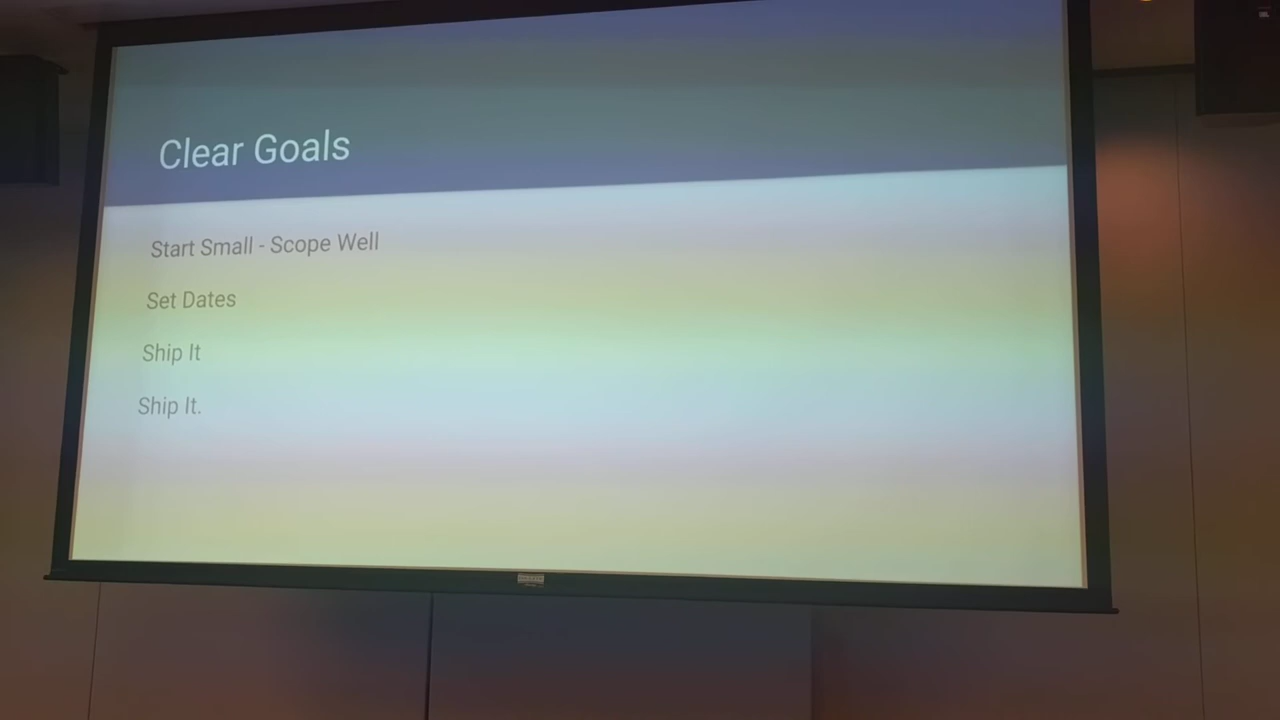 Clear Goals
Start Small - Scope Well
Set Dates
Ship It
Ship It.